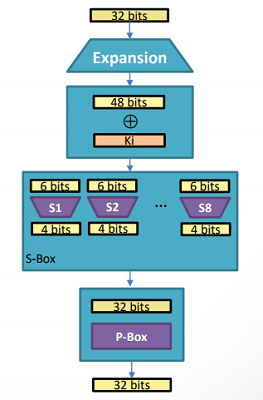 32 bits
Expansion
48 bits
⊕
Ki
6 bits 6 bits 6 bits
S1 S2 ... S8
4 bits 4 bits 4 bits
S-Box
32 bits
P-Box
32 bits